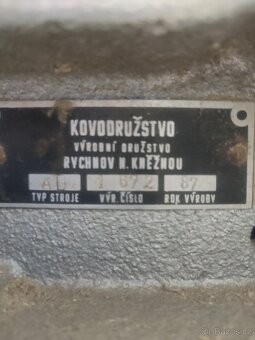 KOVODRUŽSTVO
VÝROBNÍ DRUŽSTVO
RYCHNOV N. KNĚŽNOU
1 672 87
TYP STROJE VÝR. ČÍSLO ROK VÝROBY